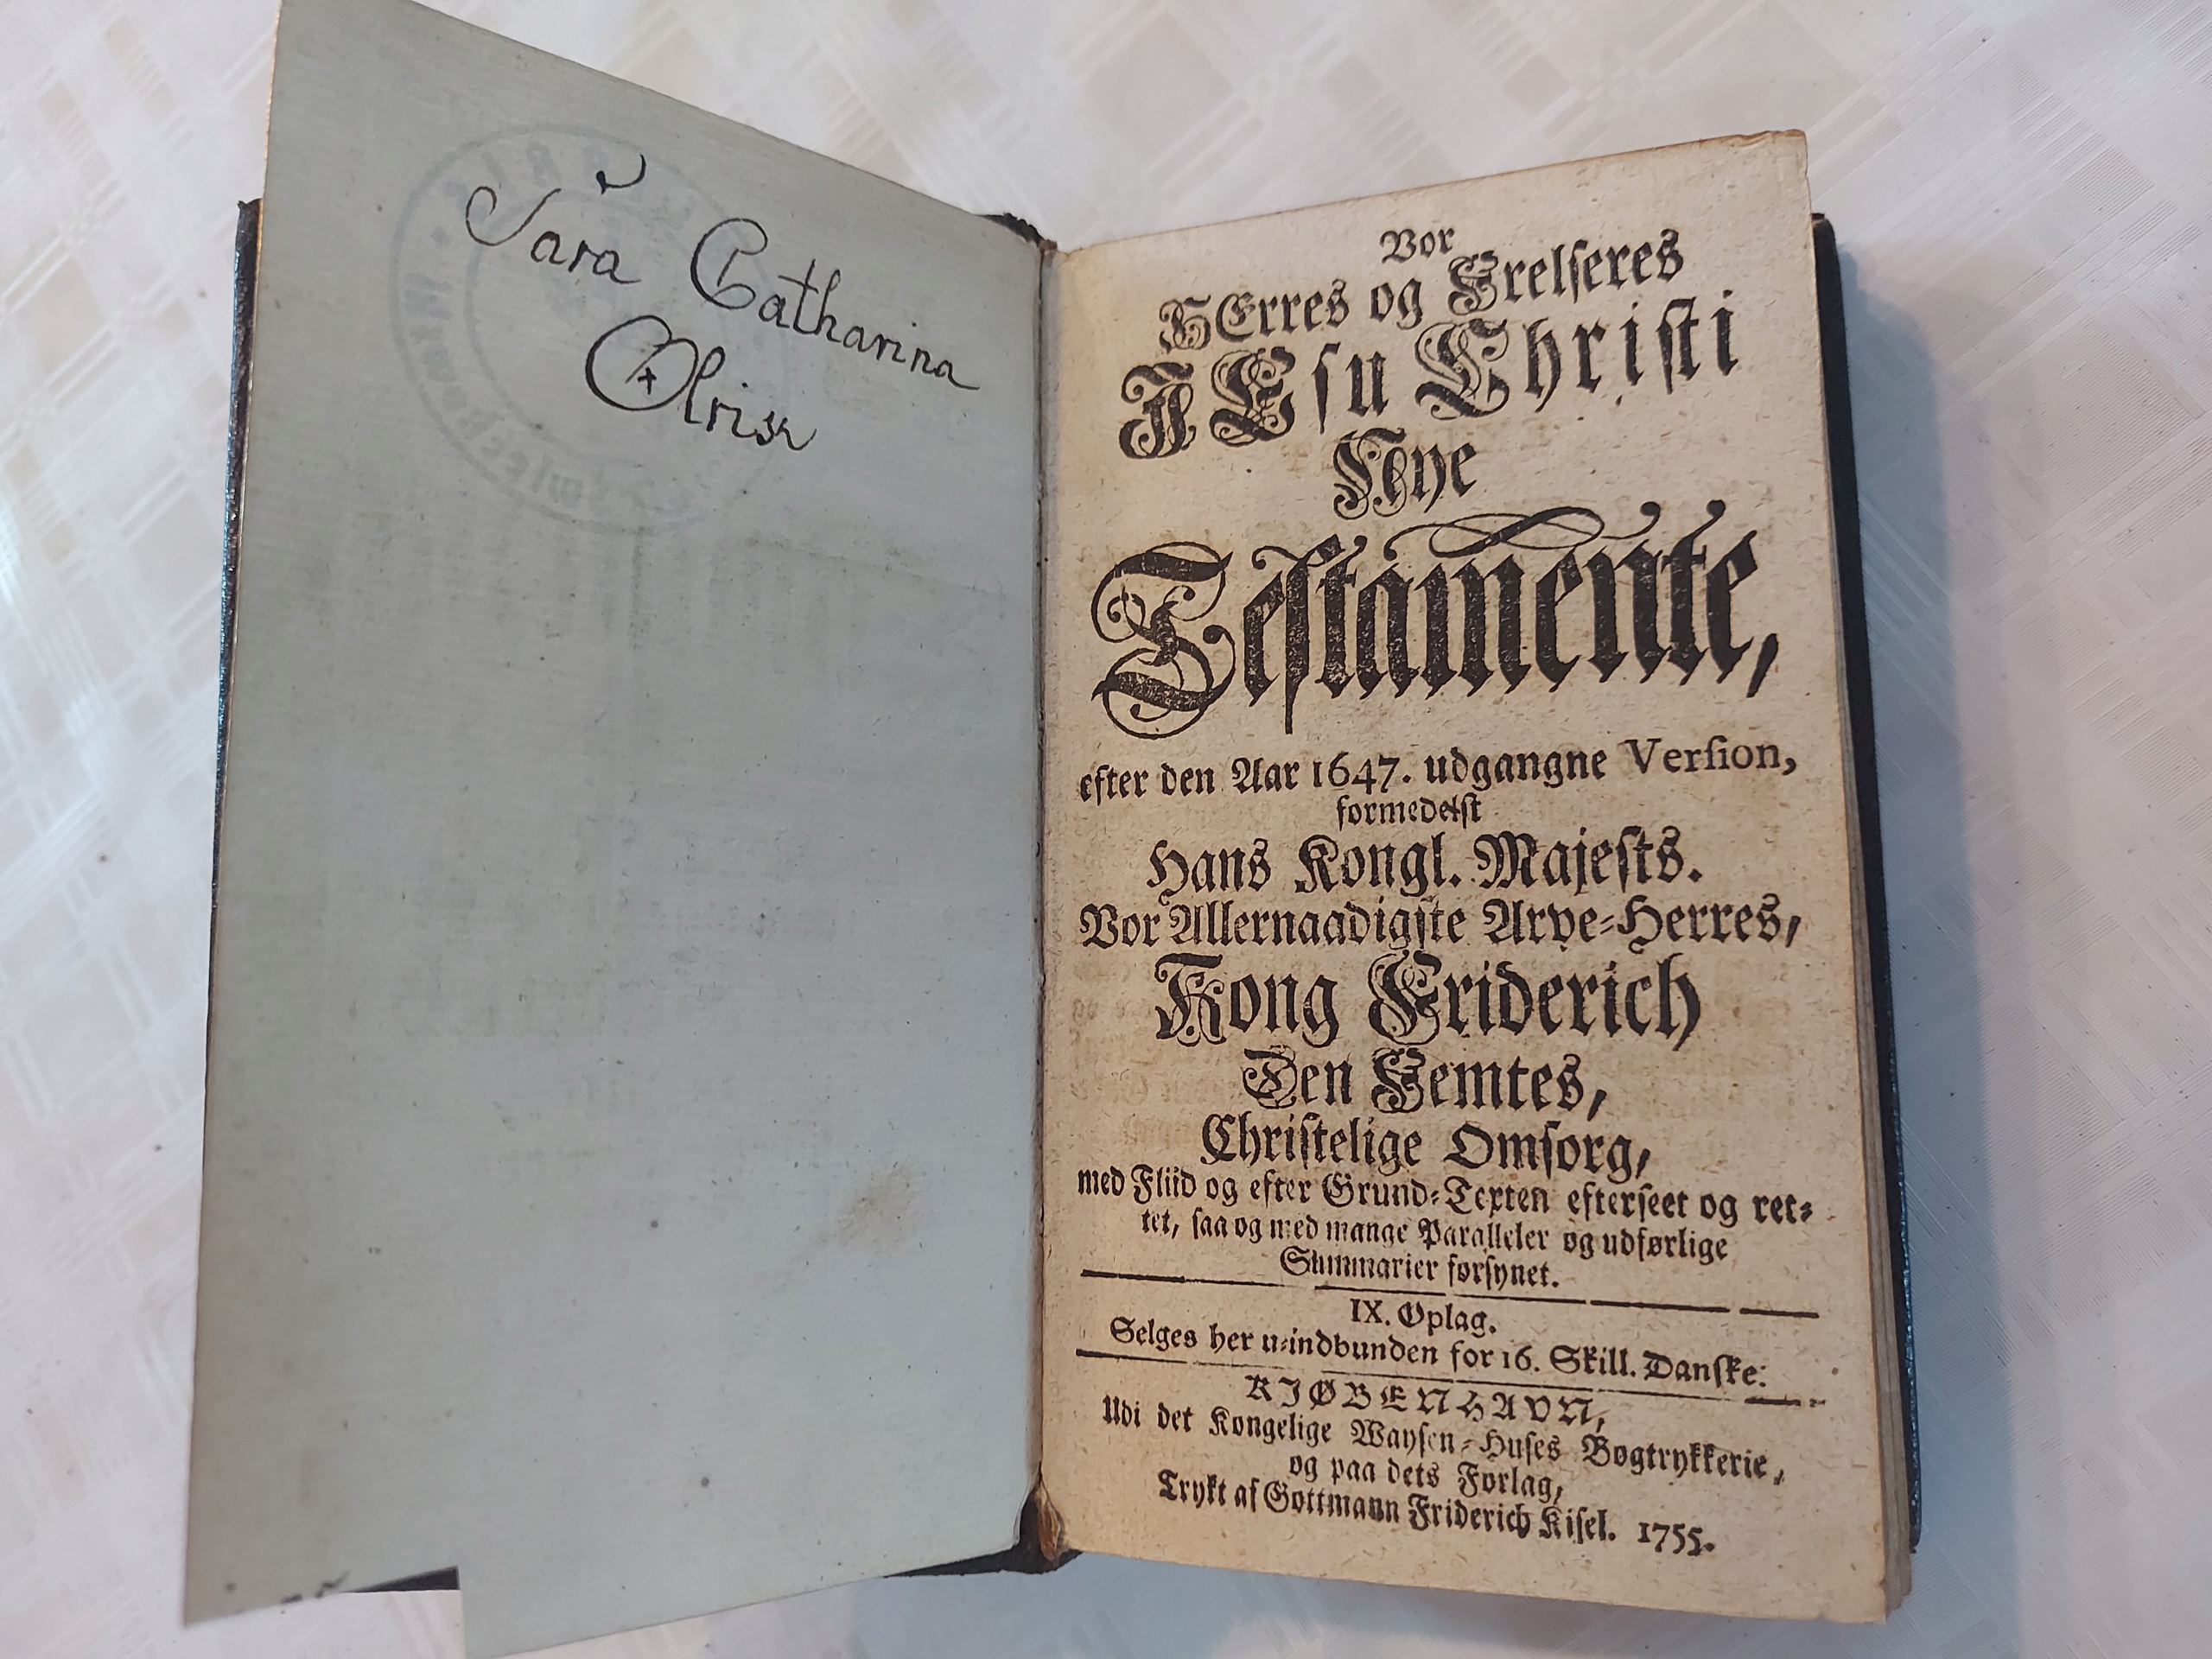 Sara Catharina
Vor
HErres og Frelseres
JEsu Christi
Nye
Testamente,
efter den Aar 1647. udgangne Version,
formedelst
Hans Kongl. Majests.
Vor Allernaadigste Arve-Herres,
Kong Friderich
Den Femtes,
Christelige Omsorg,
med Fliid og efter Grund-Texten efterseet og ret-
tet, saa og med mange Paralleler og udførlige
Summarier forsynet.
IX. Oplag.
Selges her u-indbunden for 16. Skill. Danske.
KIØBENHAVN,
Udi det Kongelige Waysen-Huses Bogtrykkerie,
og paa dets Forlag,
Trykt af Gottmann Friderich Kisel. 1755.